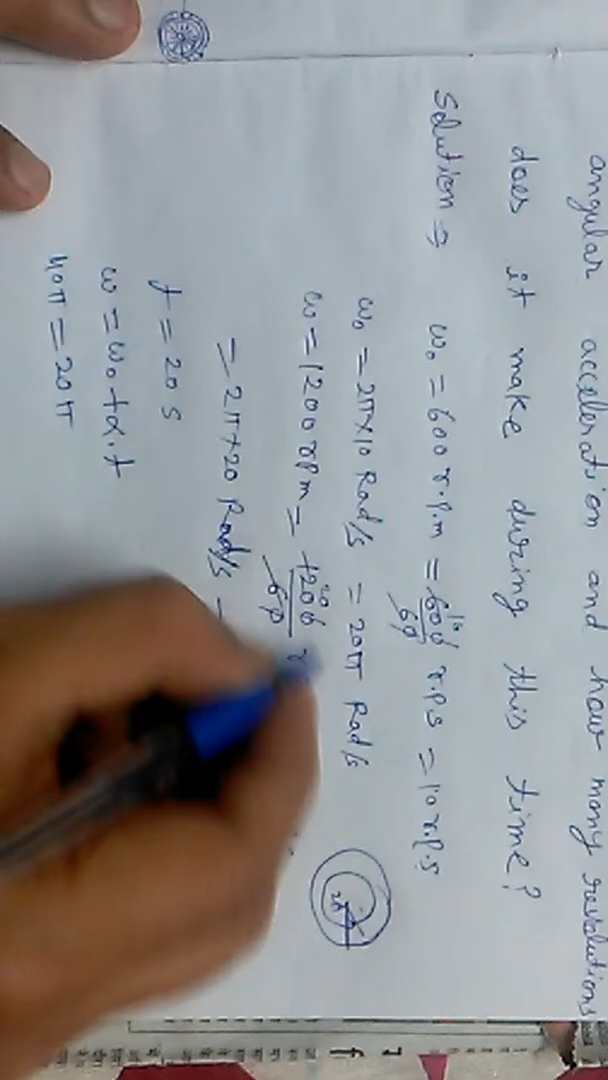 angular acceleration and how many revolutions
does it make during this time?
Solution ⇒ ω₀ = 600 r.p.m = 600/60 r.p.s = 10 r.p.s
ω₀ = 2π×10 Rad/s = 20π Rad/s
ω = 1200 r.p.m = 1200/60
= 2π×20 Rad/s
t = 20 s
ω = ω₀ + α.t
40π = 20π